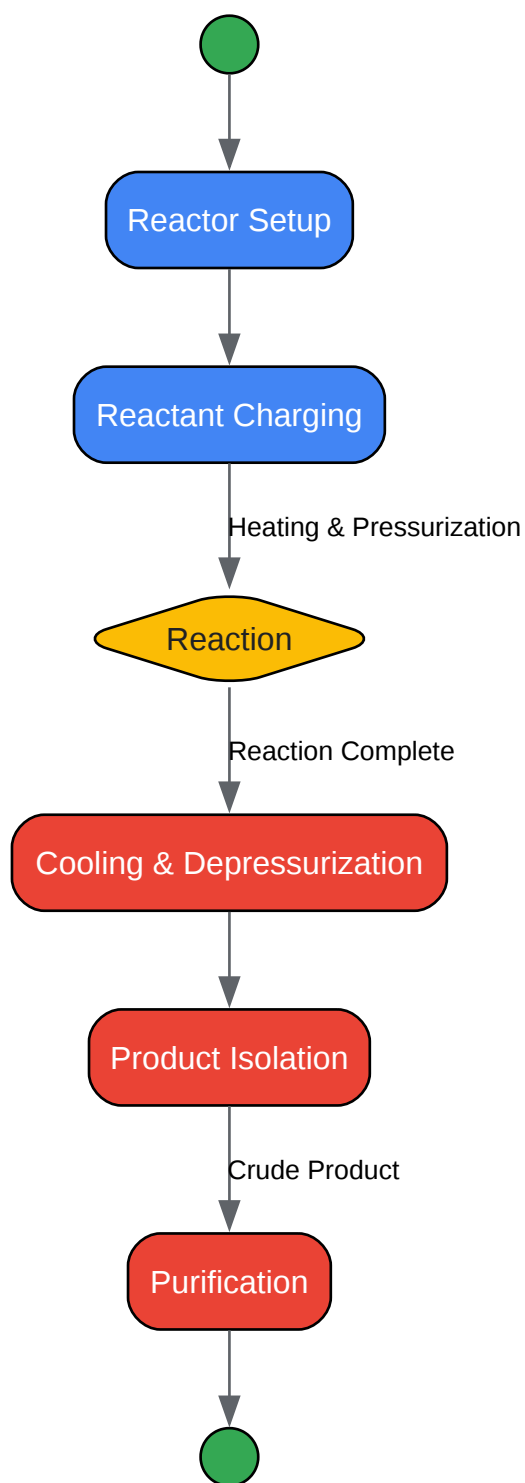 Reactor Setup
Reactant Charging
Heating & Pressurization
Reaction
Reaction Complete
Cooling & Depressurization
Product Isolation
Crude Product
Purification